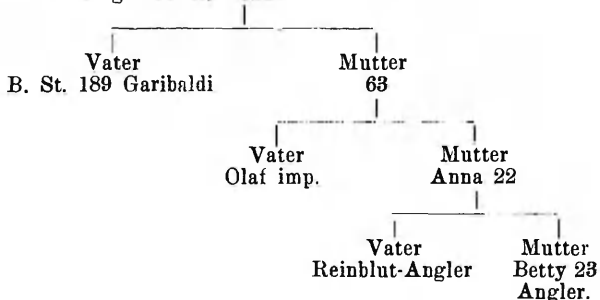 Vater Mutter
B. St. 189 Garibaldi 63
Vater Mutter
Olaf imp. Anna 22
Vater Mutter
Reinblut-Angler Betty 23
Angler.